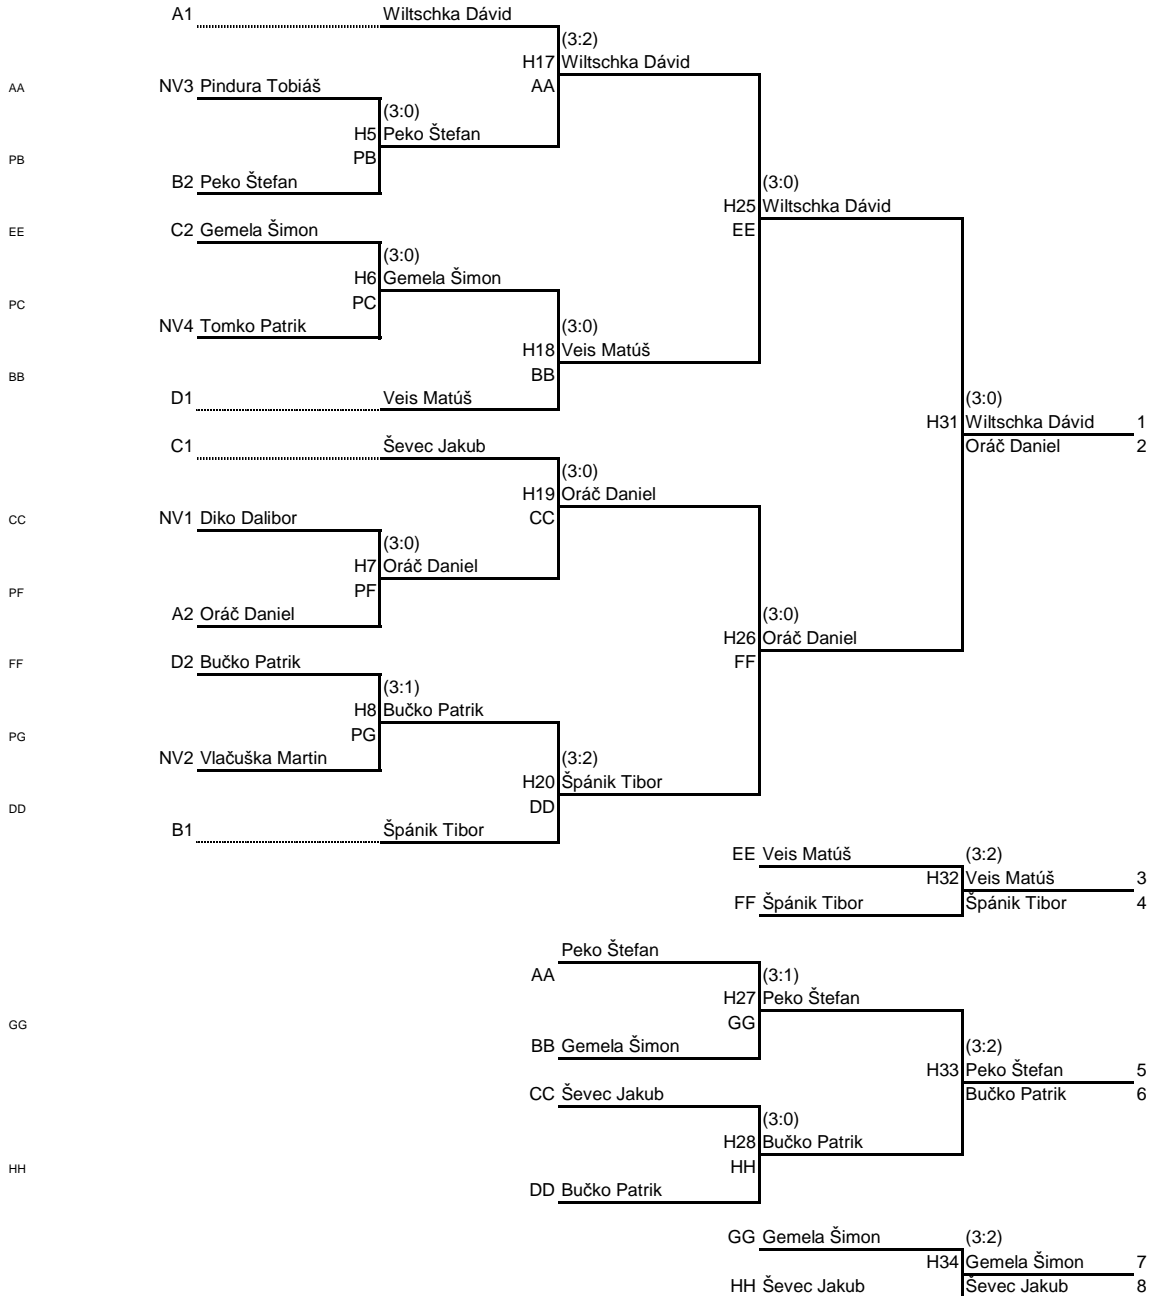 A1 Wiltschka Dávid
(3:2)
H17 Wiltschka Dávid
AA NV3 Pindura Tobiáš AA
(3:0)
H5 Peko Štefan
PB PB
(3:0)
B2 Peko Štefan
H25 Wiltschka Dávid
EE C2 Gemela Šimon EE
(3:0)
H6 Gemela Šimon
PC PC
NV4 Tomko Patrik (3:0)
H18 Veis Matúš
BB BB
D1 Veis Matúš (3:0)
H31 Wiltschka Dávid 1
C1 Ševec Jakub Oráč Daniel 2
(3:0)
H19 Oráč Daniel
CC NV1 Diko Dalibor CC
(3:0)
H7 Oráč Daniel
PF PF
A2 Oráč Daniel (3:0)
H26 Oráč Daniel
FF D2 Bučko Patrik FF
(3:1)
H8 Bučko Patrik
PG PG
NV2 Vlačuška Martin (3:2)
H20 Špánik Tibor
DD DD
B1 Špánik Tibor
EE Veis Matúš (3:2)
H32 Veis Matúš 3
FF Špánik Tibor Špánik Tibor 4
Peko Štefan
AA (3:1)
H27 Peko Štefan
GG GG
BB Gemela Šimon (3:2)
H33 Peko Štefan 5
CC Ševec Jakub Bučko Patrik 6
(3:0)
H28 Bučko Patrik
HH HH
DD Bučko Patrik
GG Gemela Šimon (3:2)
H34 Gemela Šimon 7
HH Ševec Jakub Ševec Jakub 8